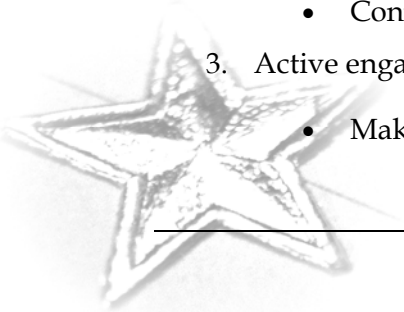 • Con
3. Active enga
• Mak